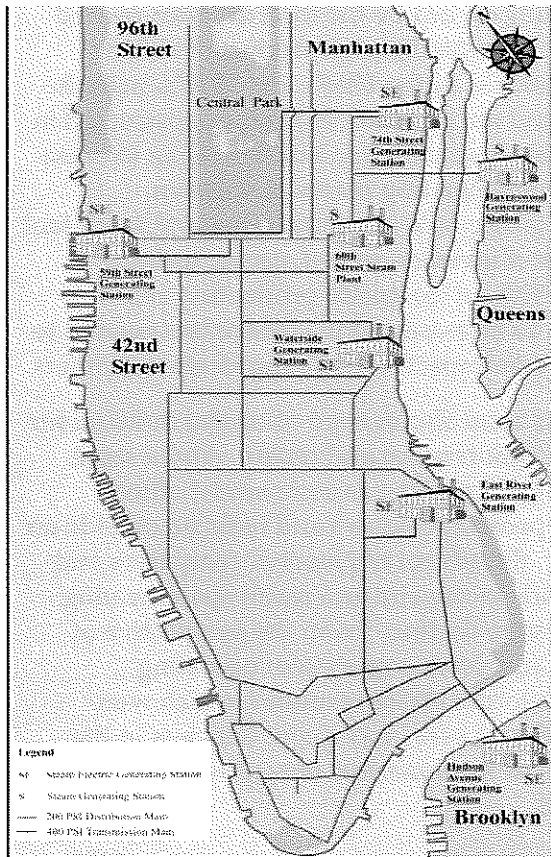 96th
Street
Manhattan
Central Park
SE
74th Street
Generating
Station
S
Ravenswood
Generating
Station
SE
59th Street
Generating
Station
S
60th
Street Steam
Plant
Queens
42nd
Street
Waterside
Generating
Station
SE
East River
Generating
Station
SE
Legend
SE Steam Electric Generating Station
S Steam Generating Station
200 PSI Distribution Main
400 PSI Transmission Main
Hudson
Avenue
Generating
Station
SE
Brooklyn